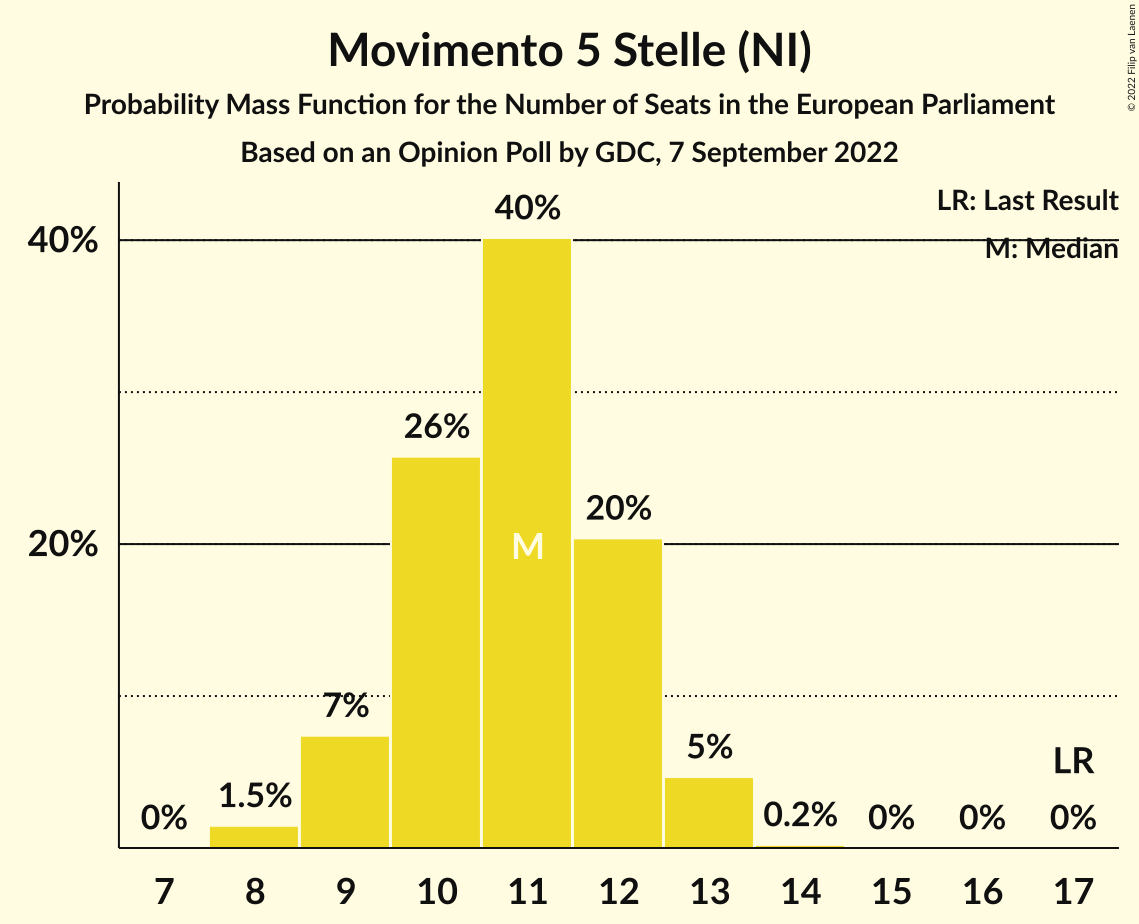 © 2022 Filip van Laenen
Movimento 5 Stelle (NI)
Probability Mass Function for the Number of Seats in the European Parliament
Based on an Opinion Poll by GDC, 7 September 2022
LR: Last Result
M: Median
40%
20%
0%
1.5%
7%
26%
40%
M
20%
5%
0.2%
0%
0%
LR
0%
7 8 9 10 11 12 13 14 15 16 17